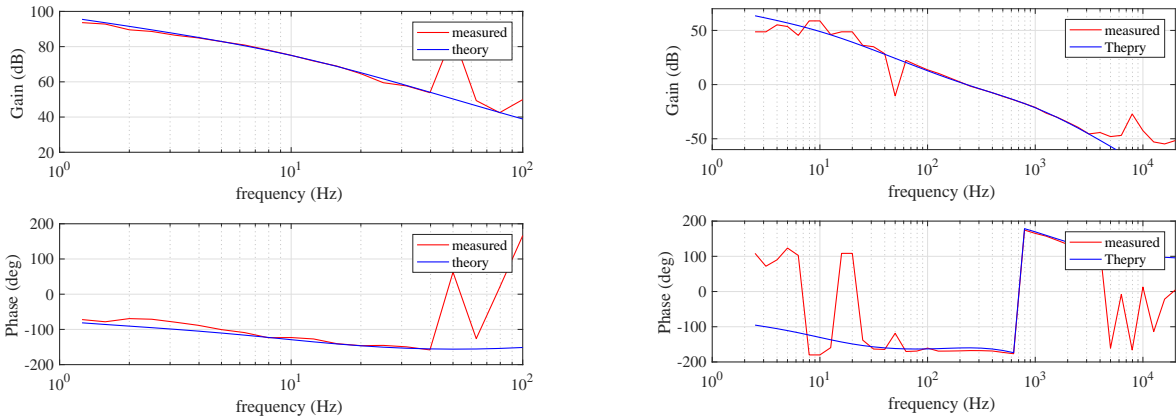 100
80
60
40
20
Gain (dB)
measured
theory
10^0
10^1
10^2
frequency (Hz)
200
100
0
-100
-200
Phase (deg)
measured
theory
10^0
10^1
10^2
frequency (Hz)
50
0
-50
Gain (dB)
measured
Thepry
10^0
10^1
10^2
10^3
10^4
frequency (Hz)
200
100
0
-100
-200
Phase (deg)
measured
Thepry
10^0
10^1
10^2
10^3
10^4
frequency (Hz)